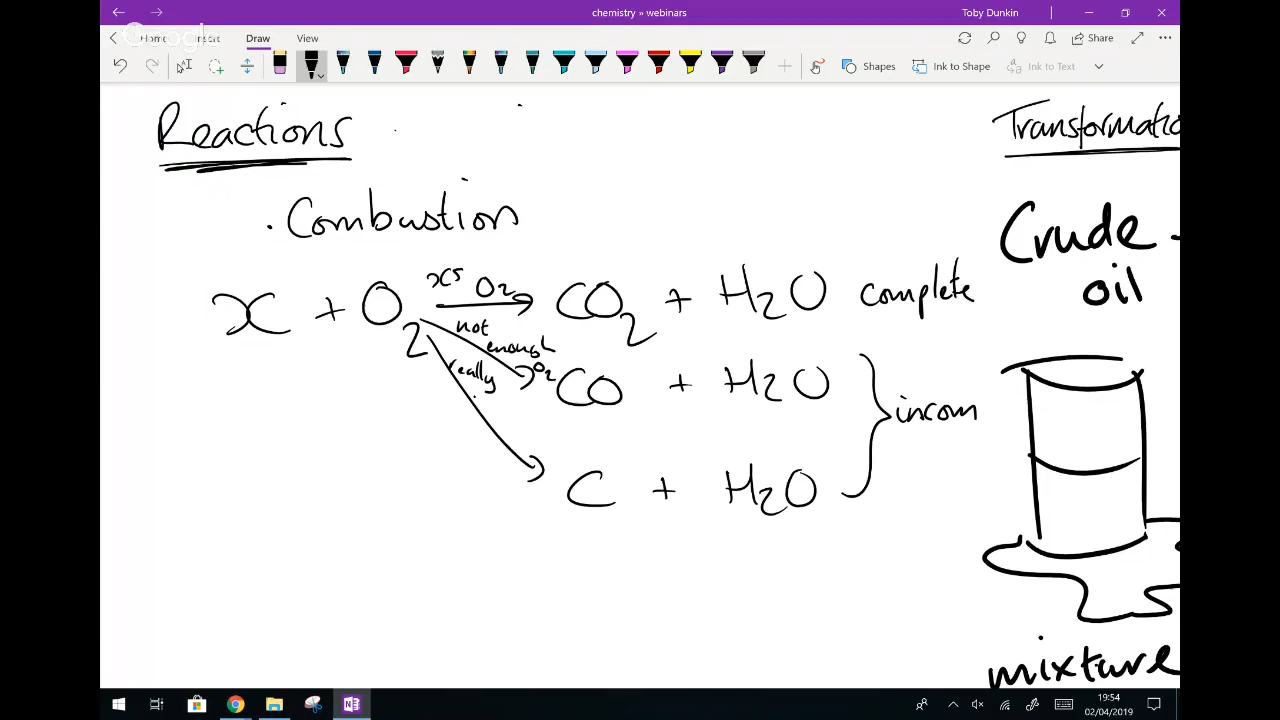 chemistry » webinars
Toby Dunkin
Home Insert Draw View
Share
Shapes
Ink to Shape
Ink to Text
Google
Reactions
. Combustion
x + O2 xs O2 CO2 + H2O complete
not enough O2 CO + H2O
really C + H2O
incom
Transformatio
Crude
oil
mixture
19:54
02/04/2019